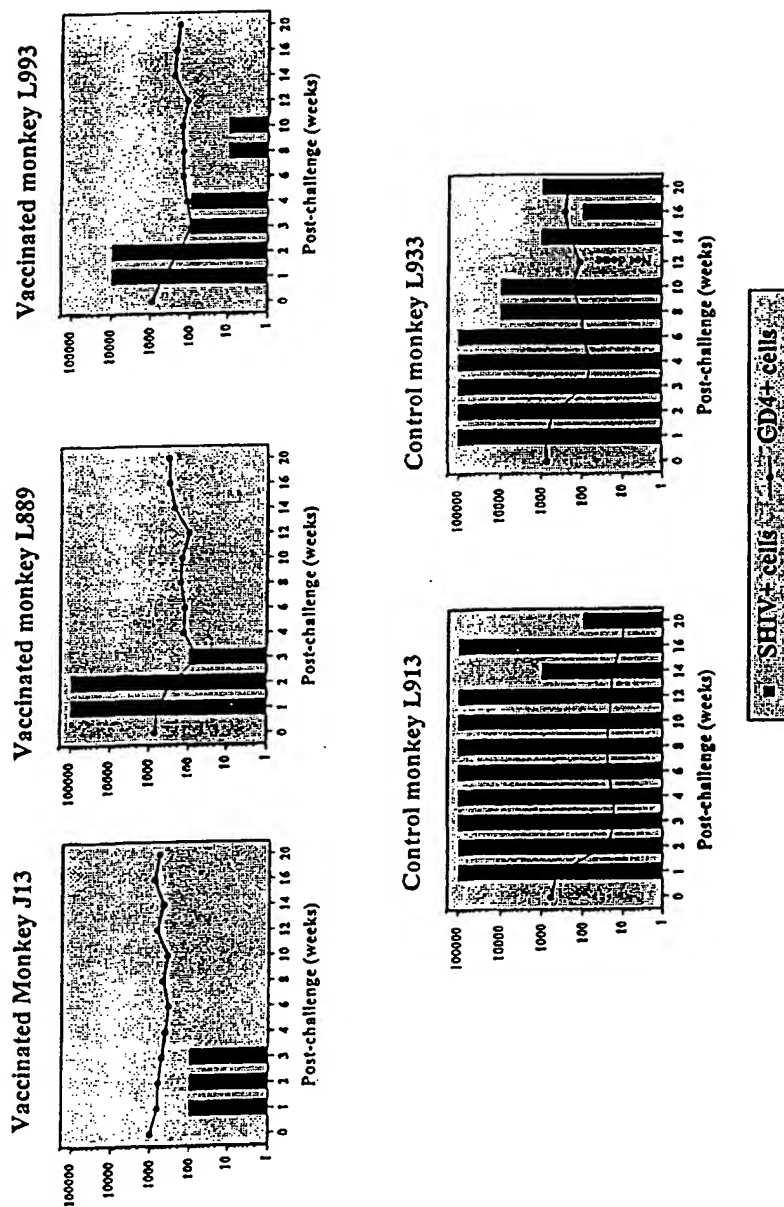 Vaccinated Monkey J13
100000
10000
1000
100
10
1
0 1 2 3 4 6 8 10 12 14 16 20
Post-challenge (weeks)
Vaccinated monkey L889
100000
10000
1000
100
10
1
0 1 2 3 4 6 8 10 12 14 16 20
Post-challenge (weeks)
Vaccinated monkey L993
100000
10000
1000
100
10
1
0 1 2 3 4 6 8 10 12 14 16 20
Post-challenge (weeks)
Control monkey L913
100000
10000
1000
100
10
1
0 1 2 3 4 6 8 10 12 14 16 20
Post-challenge (weeks)
Control monkey L933
100000
10000
1000
100
10
1
Not done
0 1 2 3 4 6 8 10 12 14 16 20
Post-challenge (weeks)
SHIV+ cells CD4+ cells